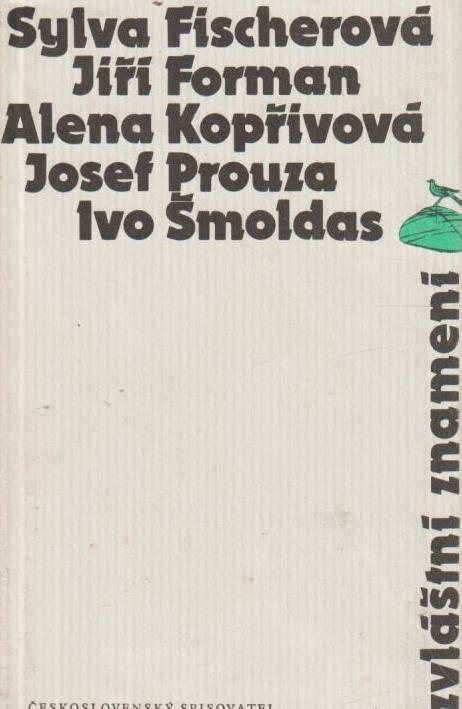 Sylva Fischerová
Jiří Forman
Alena Kopřivová
Josef Prouza
Ivo Šmoldas
zvláštní znamení
ČESKOSLOVENSKÝ SPISOVATEL